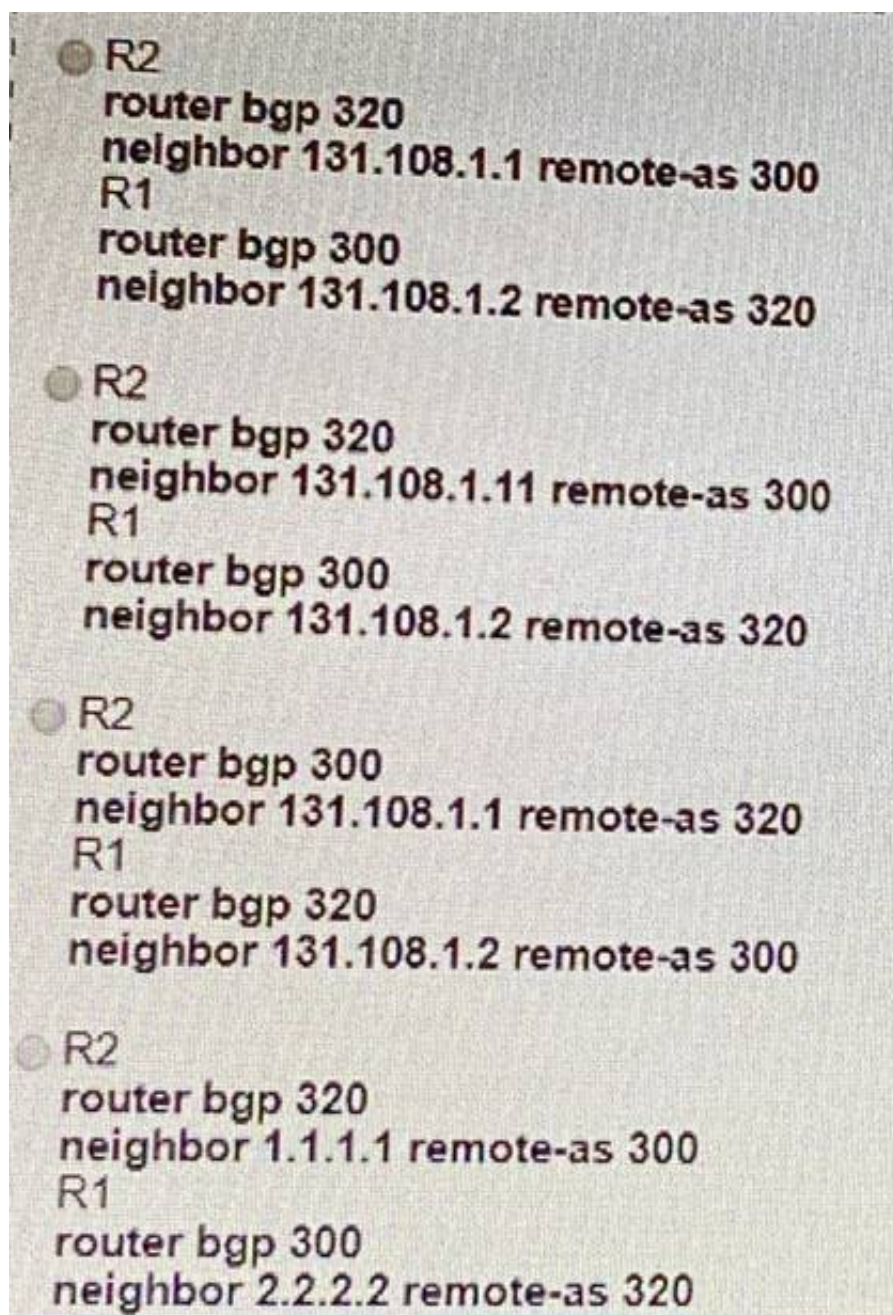 R2
router bgp 320
neighbor 131.108.1.1 remote-as 300
R1
router bgp 300
neighbor 131.108.1.2 remote-as 320
R2
router bgp 320
neighbor 131.108.1.11 remote-as 300
R1
router bgp 300
neighbor 131.108.1.2 remote-as 320
R2
router bgp 300
neighbor 131.108.1.1 remote-as 320
R1
router bgp 320
neighbor 131.108.1.2 remote-as 300
R2
router bgp 320
neighbor 1.1.1.1 remote-as 300
R1
router bgp 300
neighbor 2.2.2.2 remote-as 320